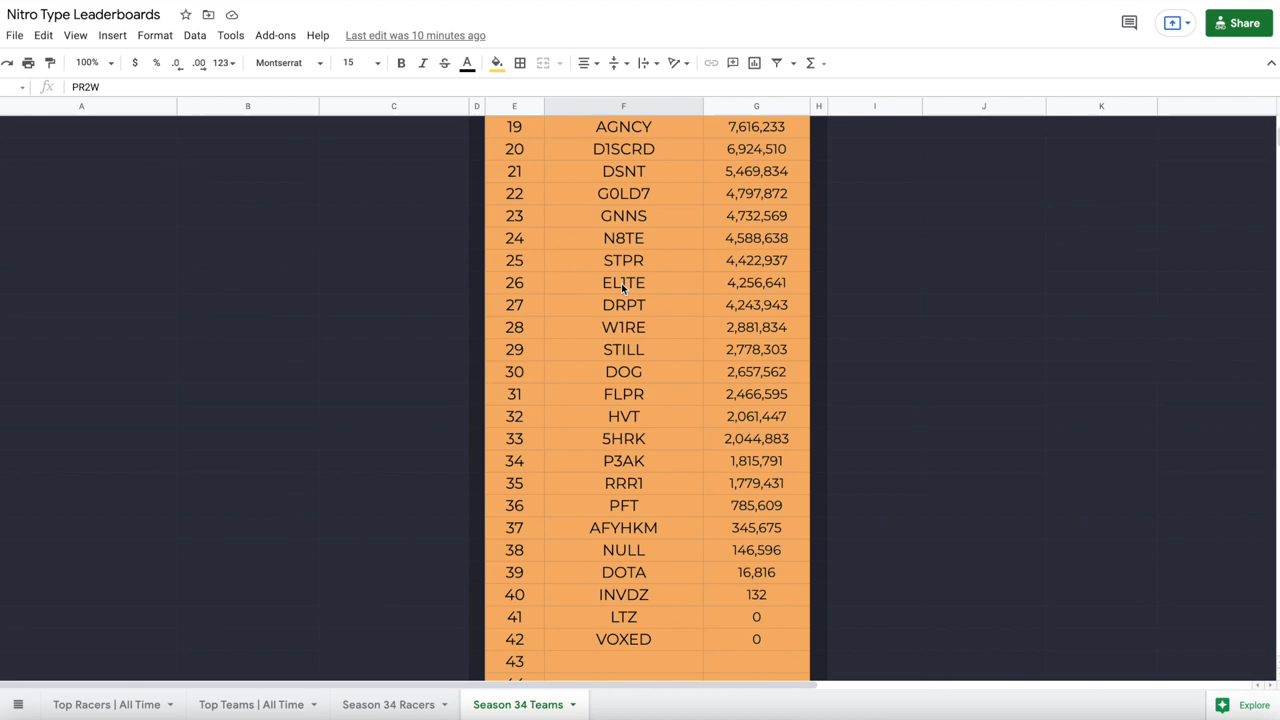 Nitro Type Leaderboards
File Edit View Insert Format Data Tools Add-ons Help Last edit was 10 minutes ago
Share
100% $ % .0 .00 123 Montserrat 15 B I S A
fx PR2W
A B C D E F G H I J K
19 AGNCY 7,616,233
20 D1SCRD 6,924,510
21 DSNT 5,469,834
22 G0LD7 4,797,872
23 GNNS 4,732,569
24 N8TE 4,588,638
25 STPR 4,422,937
26 EL1TE 4,256,641
27 DRPT 4,243,943
28 W1RE 2,881,834
29 STILL 2,778,303
30 DOG 2,657,562
31 FLPR 2,466,595
32 HVT 2,061,447
33 5HRK 2,044,883
34 P3AK 1,815,791
35 RRR1 1,779,431
36 PFT 785,609
37 AFYHKM 345,675
38 NULL 146,596
39 DOTA 16,816
40 INVDZ 132
41 LTZ 0
42 VOXED 0
43
Top Racers | All Time Top Teams | All Time Season 34 Racers Season 34 Teams Explore